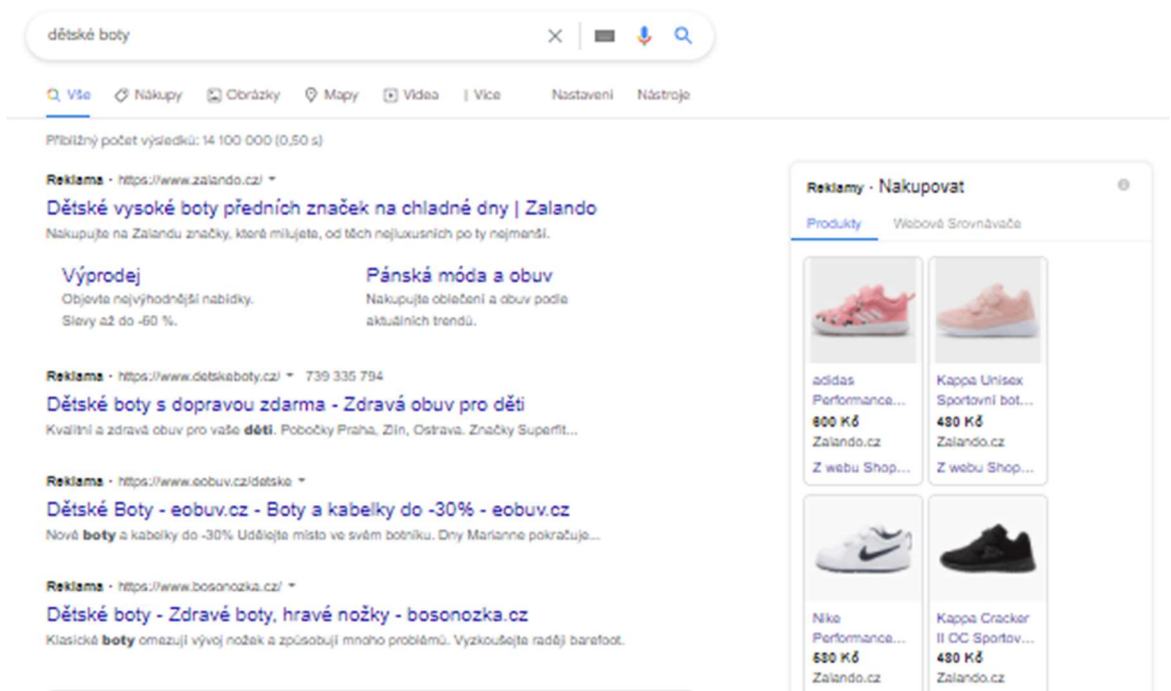 dětské boty
Vše Nákupy Obrázky Mapy Videa Více Nastavení Nástroje
Přibližný počet výsledků: 14 100 000 (0,50 s)
Reklama · https://www.zalando.cz/
Dětské vysoké boty předních značek na chladné dny | Zalando
Nakupujte na Zalandu značky, které milujete, od těch nejluxusních po ty nejmenší.
Výprodej
Objevte nejvýhodnější nabídky.
Slevy až do -60 %.
Pánská móda a obuv
Nakupujte oblečení a obuv podle
aktuálních trendů.
Reklama · https://www.detskeboty.cz/ 739 335 794
Dětské boty s dopravou zdarma - Zdravá obuv pro děti
Kvalitní a zdravá obuv pro vaše děti. Pobočky Praha, Zlín, Ostrava. Značky Superfit...
Reklama · https://www.eobuv.cz/detske
Dětské Boty - eobuv.cz - Boty a kabelky do -30% - eobuv.cz
Nové boty a kabelky do -30% Udělejte místo ve svém botníku. Dny Marianne pokračuje...
Reklama · https://www.bosonozka.cz/
Dětské boty - Zdravé boty, hravé nožky - bosonozka.cz
Klasické boty omezují vývoj nožek a způsobují mnoho problémů. Vyzkoušejte raději barefoot.
Reklamy · Nakupovat
Produkty Webové Srovnávače
adidas
Performance...
600 Kč
Zalando.cz
Z webu Shop...
Kappa Unisex
Sportovní bot...
480 Kč
Zalando.cz
Z webu Shop...
Nike
Performance...
580 Kč
Zalando.cz
Kappa Cracker
II OC Sportov...
480 Kč
Zalando.cz